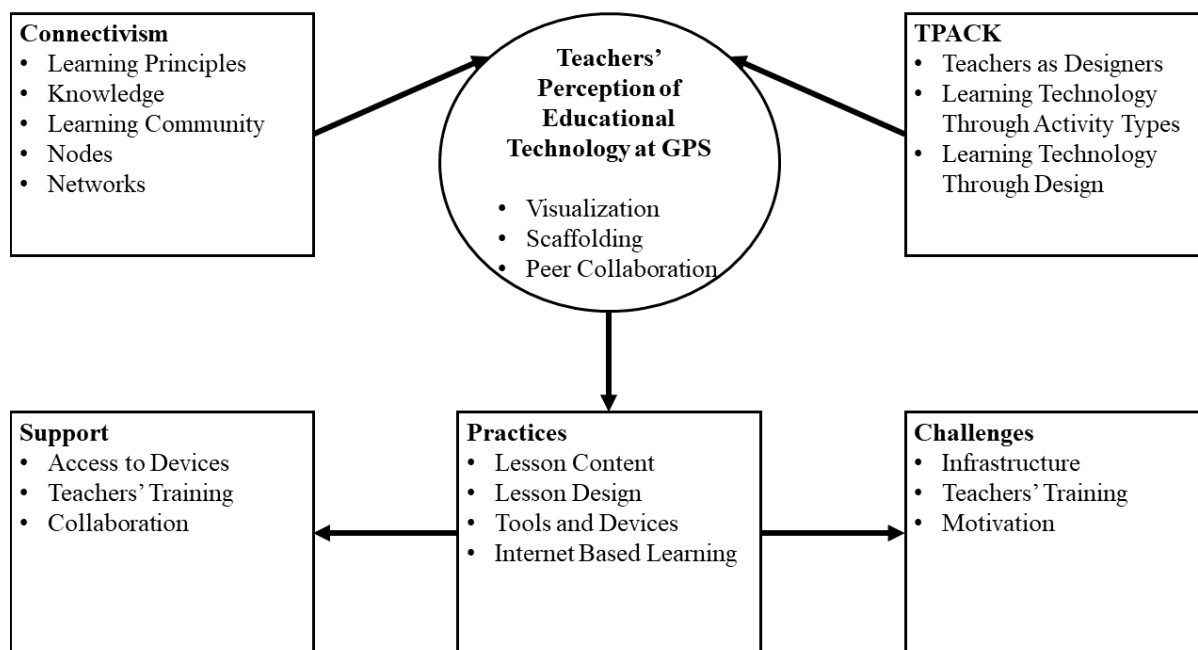 Connectivism
• Learning Principles
• Knowledge
• Learning Community
• Nodes
• Networks
Teachers’
Perception of
Educational
Technology at GPS
• Visualization
• Scaffolding
• Peer Collaboration
TPACK
• Teachers as Designers
• Learning Technology
Through Activity Types
• Learning Technology
Through Design
Support
• Access to Devices
• Teachers’ Training
• Collaboration
Practices
• Lesson Content
• Lesson Design
• Tools and Devices
• Internet Based Learning
Challenges
• Infrastructure
• Teachers’ Training
• Motivation